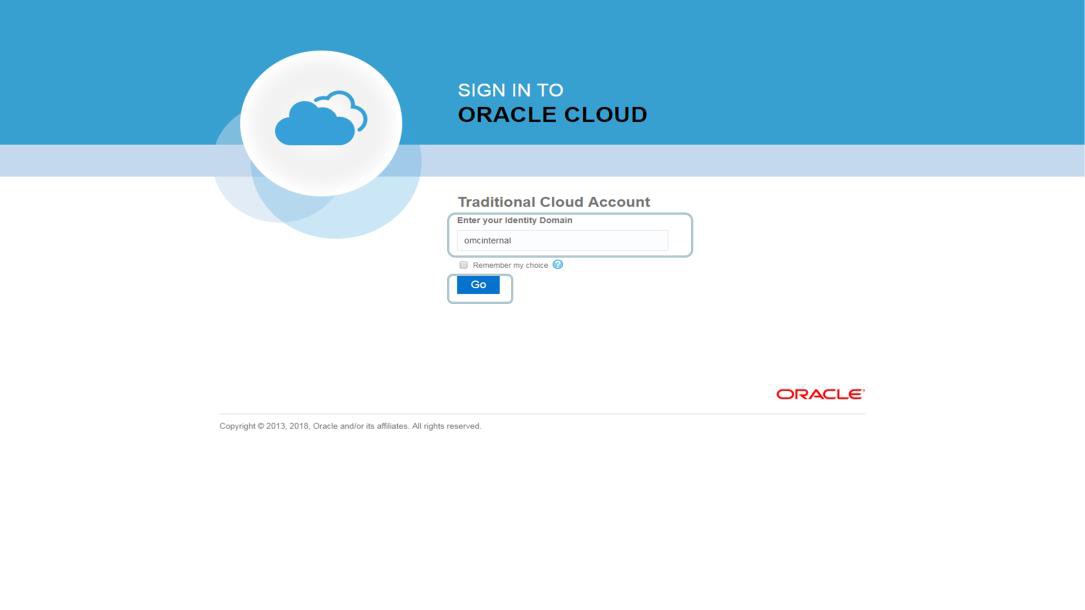 SIGN IN TO
ORACLE CLOUD
Traditional Cloud Account
Enter your Identity Domain
omcinternal
Remember my choice ?
Go
ORACLE
Copyright © 2013, 2018, Oracle and/or its affiliates. All rights reserved.